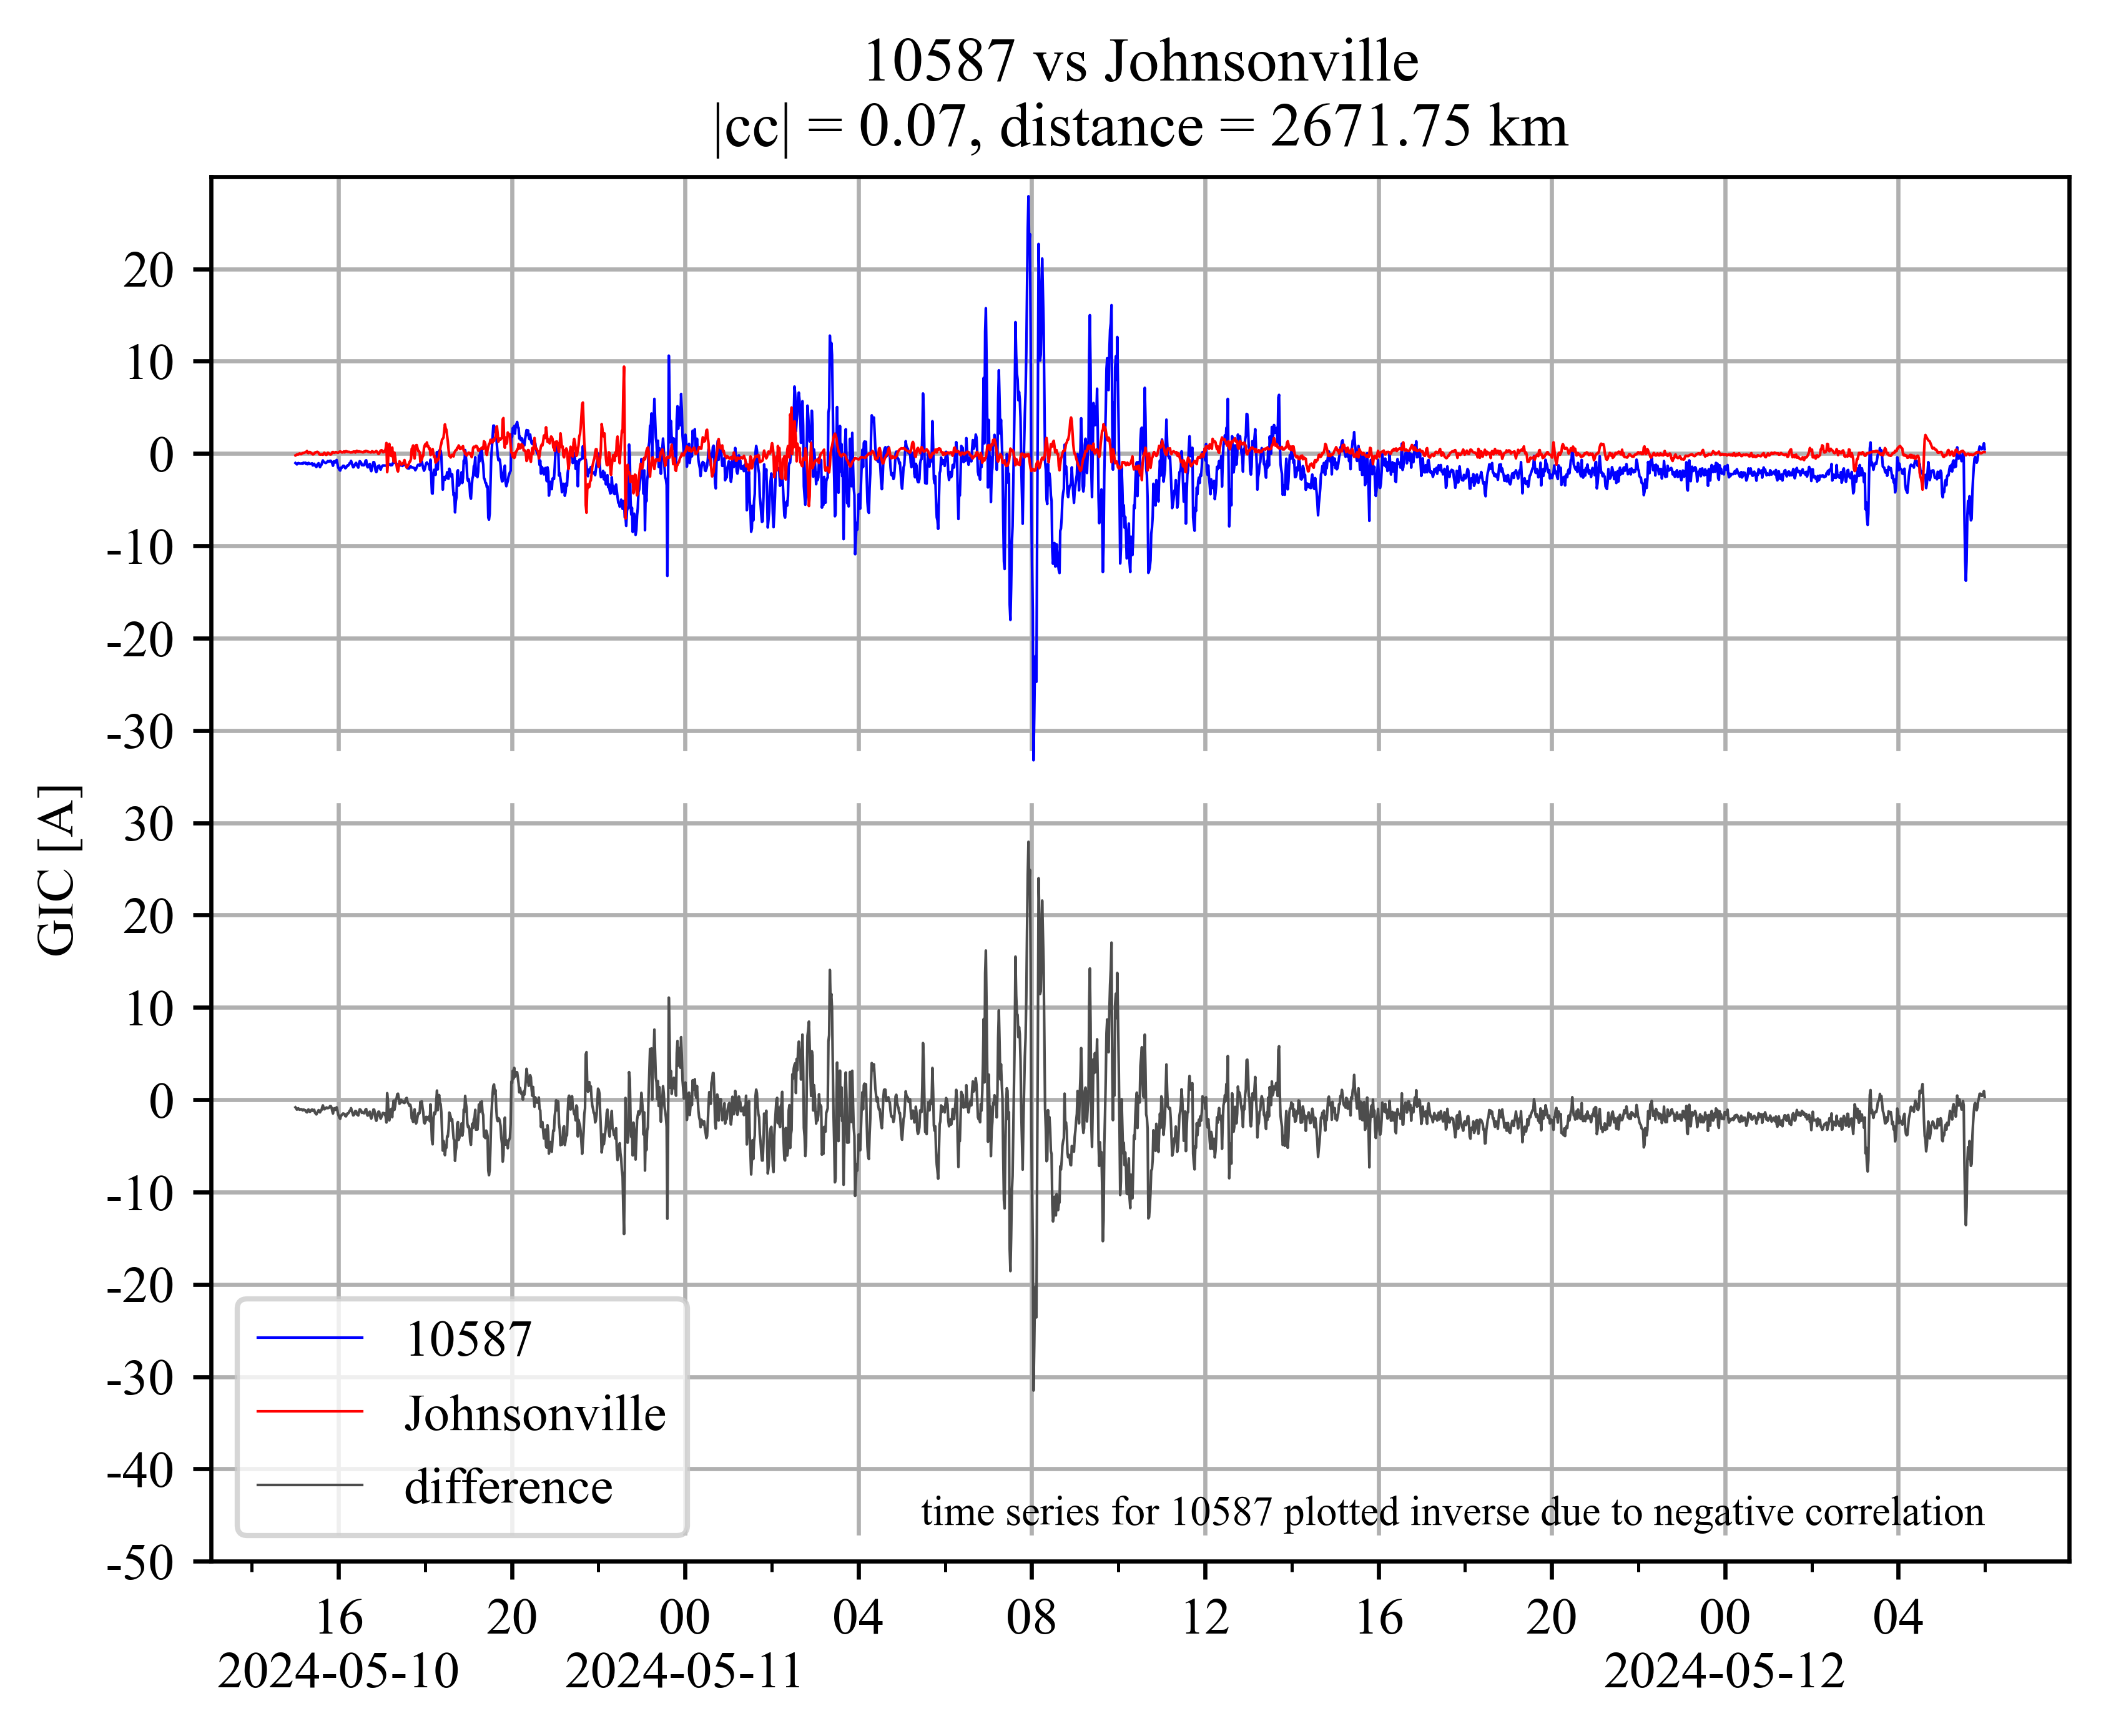 10587 vs Johnsonville
|cc| = 0.07, distance = 2671.75 km
GIC [A]
20
10
0
-10
-20
-30
30
20
10
0
-10
-20
-30
-40
-50
10587
Johnsonville
difference
time series for 10587 plotted inverse due to negative correlation
16 20 00 04 08 12 16 20 00 04
2024-05-10 2024-05-11 2024-05-12